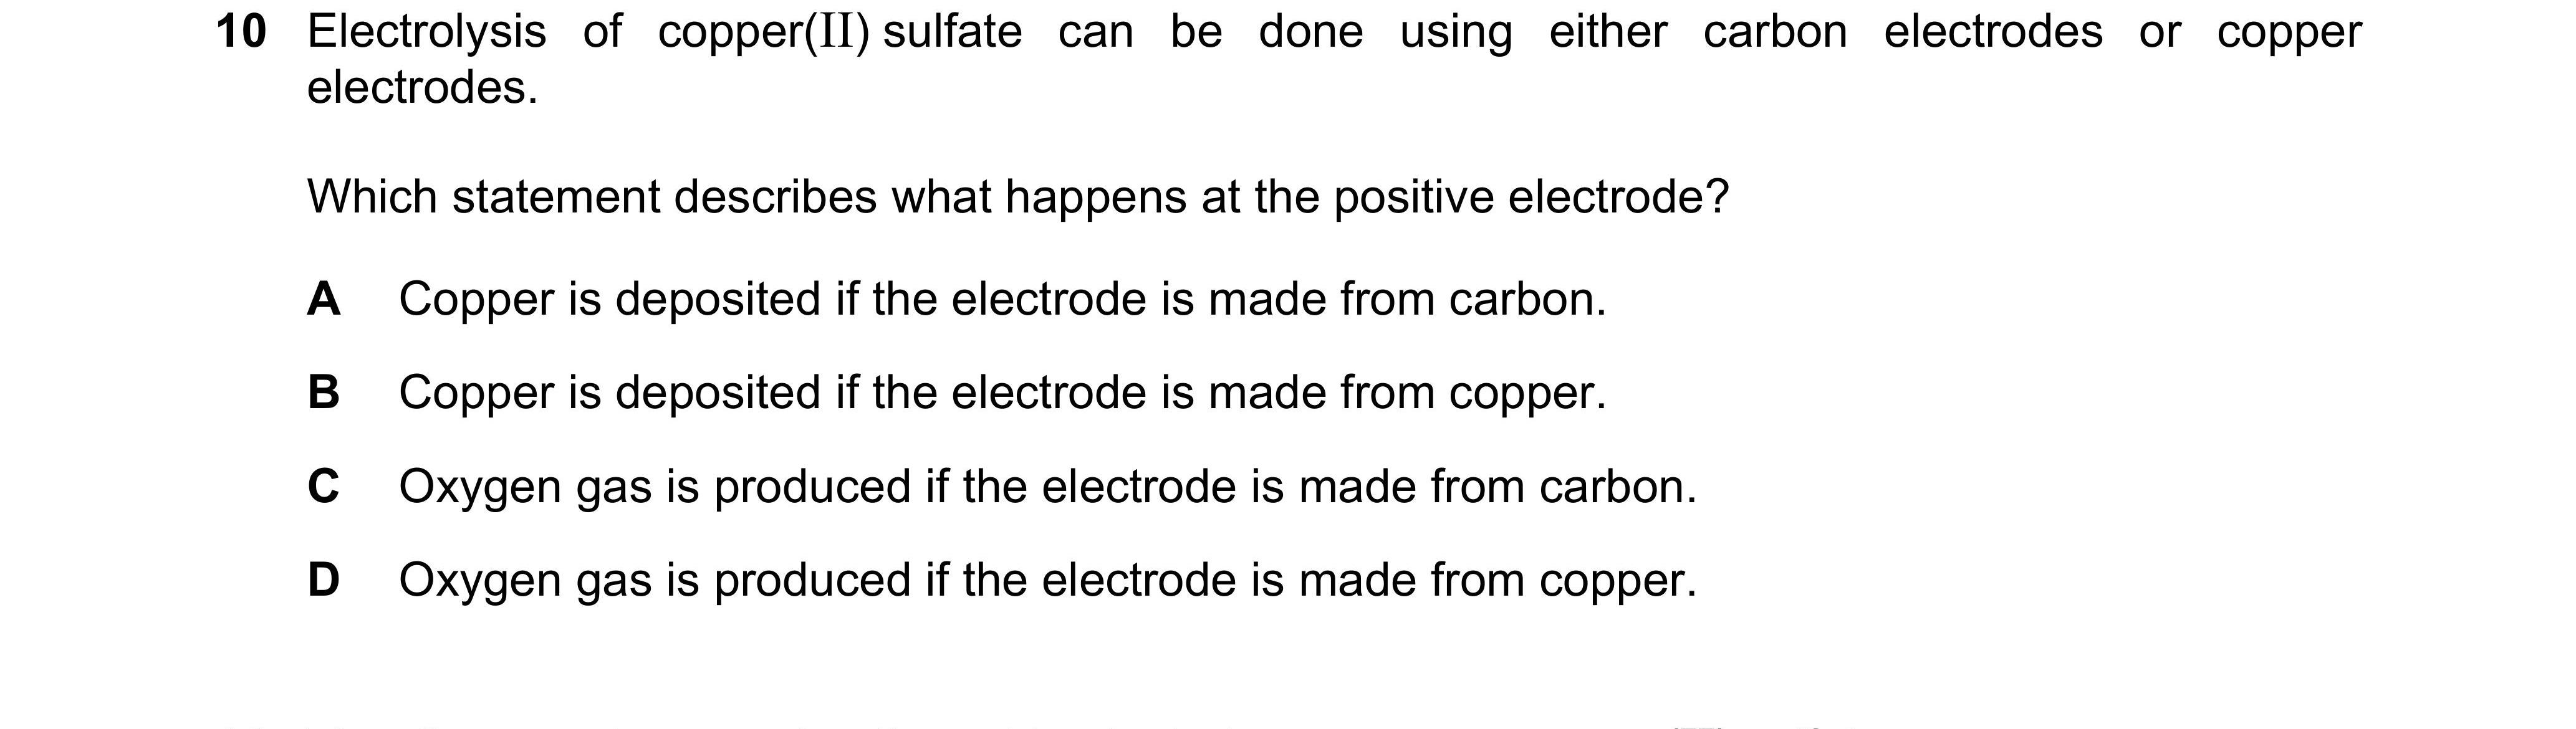 10 Electrolysis of copper(II) sulfate can be done using either carbon electrodes or copper
electrodes.
Which statement describes what happens at the positive electrode?
A Copper is deposited if the electrode is made from carbon.
B Copper is deposited if the electrode is made from copper.
C Oxygen gas is produced if the electrode is made from carbon.
D Oxygen gas is produced if the electrode is made from copper.